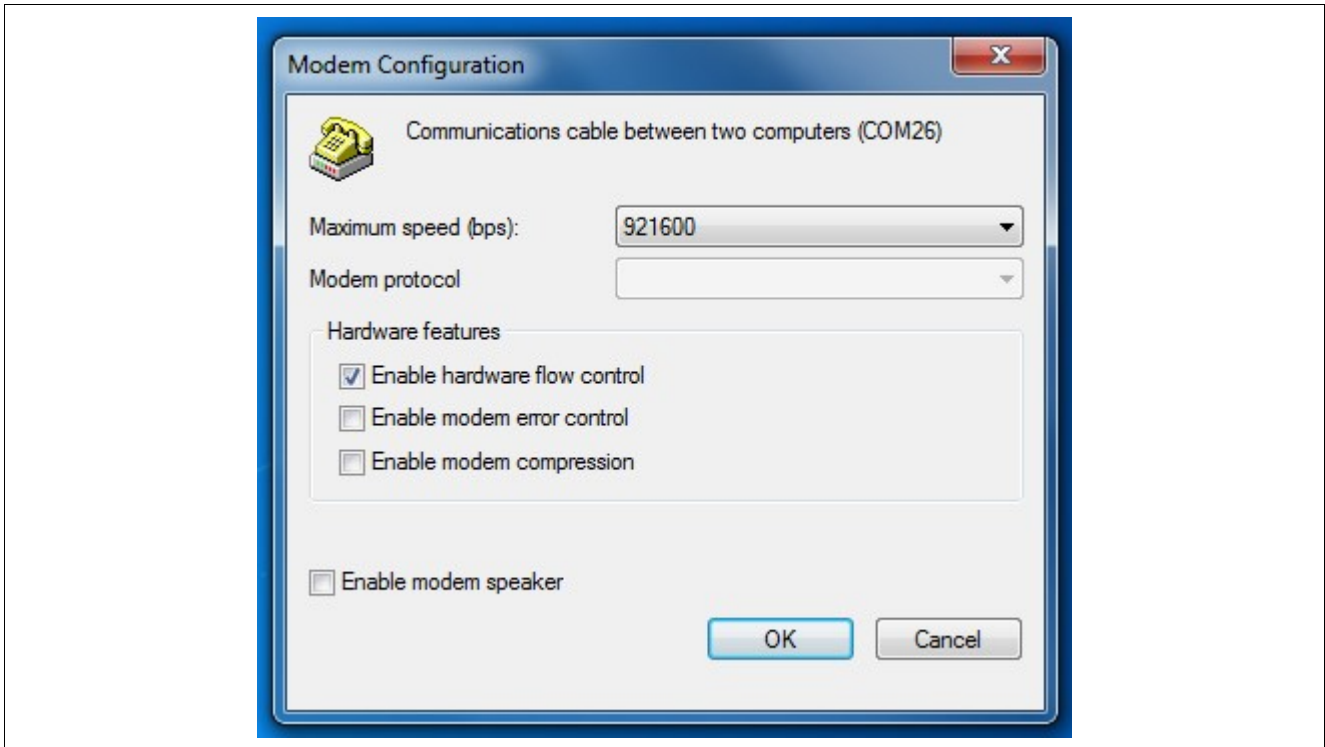 Modem Configuration
Communications cable between two computers (COM26)
Maximum speed (bps):
921600
Modem protocol
Hardware features
Enable hardware flow control
Enable modem error control
Enable modem compression
Enable modem speaker
OK
Cancel